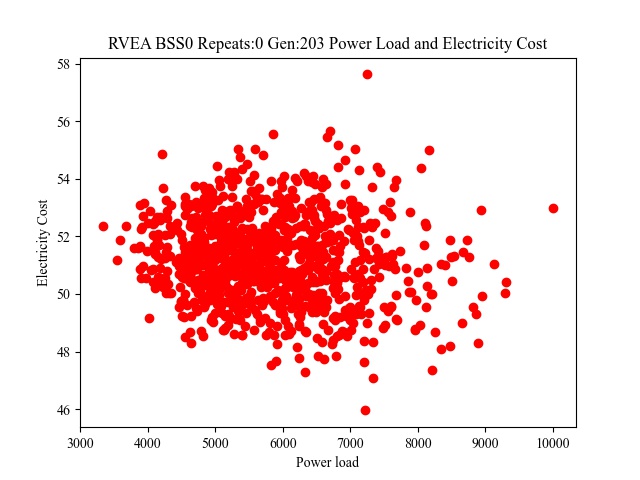 RVEA BSS0 Repeats:0 Gen:203 Power Load and Electricity Cost
58
56
54
52
50
48
46
Electricity Cost
3000 4000 5000 6000 7000 8000 9000 10000
Power load